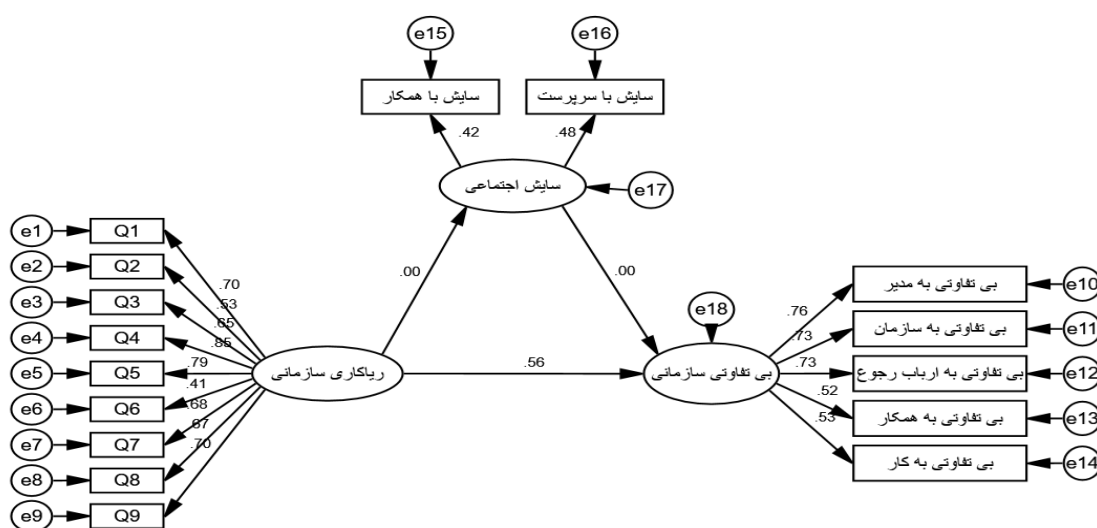 e15
e16
سایش با همکار
سایش با سرپرست
.42
.48
سایش اجتماعی
e17
e1
Q1
e2
Q2
e3
Q3
e4
Q4
e5
Q5
e6
Q6
e7
Q7
e8
Q8
e9
Q9
.70
.53
.65
.85
.79
.41
.68
.67
.70
ریاکاری سازمانی
.00
.00
.56
e18
بی تفاوتی سازمانی
.76
.73
.73
.52
.53
بی تفاوتی به مدیر
e10
بی تفاوتی به سازمان
e11
بی تفاوتی به ارباب رجوع
e12
بی تفاوتی به همکار
e13
بی تفاوتی به کار
e14